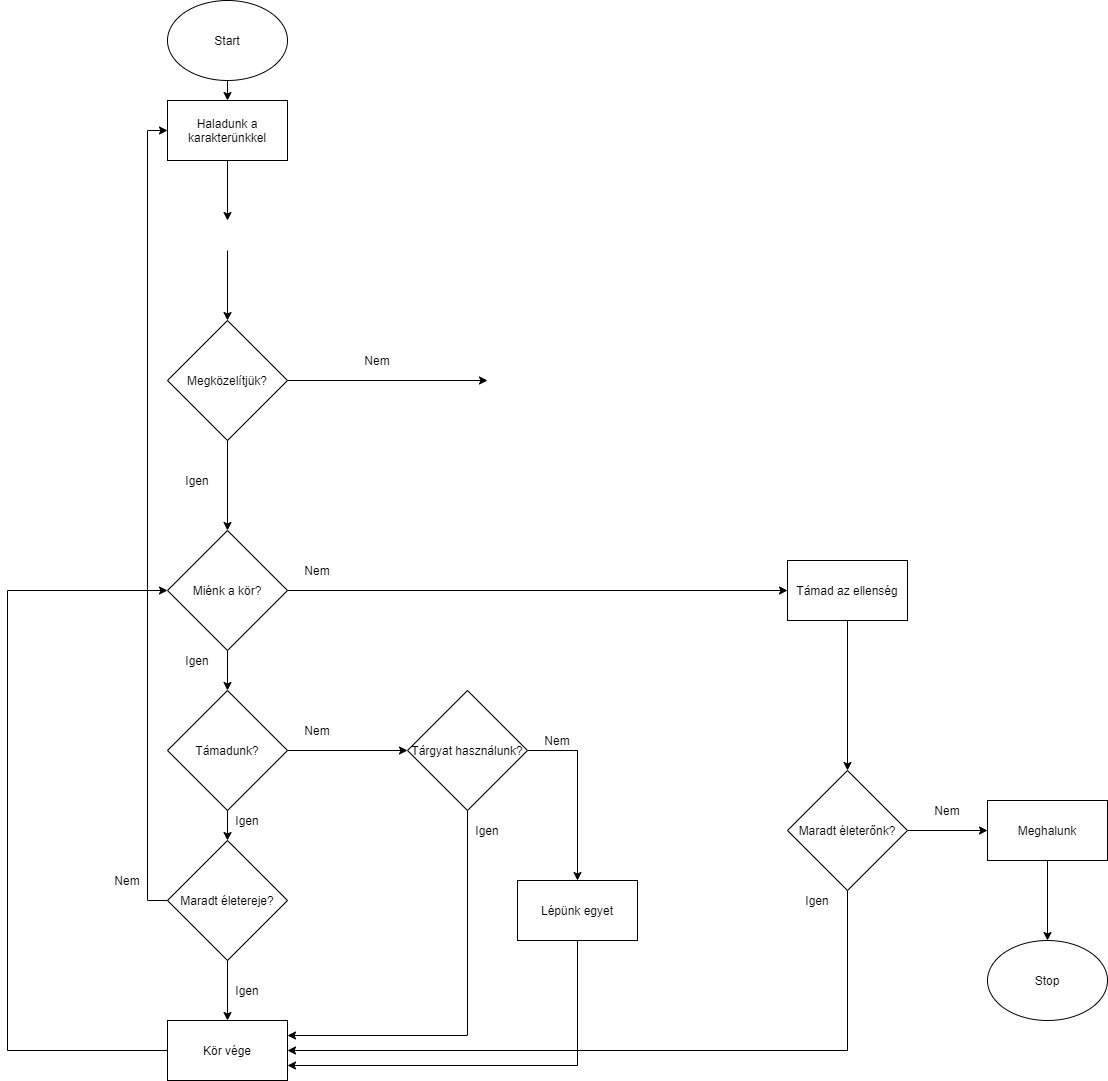 Start
Haladunk a
karakterünkkel
Megközelítjük?
Nem
Igen
Miénk a kör?
Nem
Támad az ellenség
Igen
Támadunk?
Nem
Tárgyat használunk?
Nem
Igen
Igen
Maradt életerőnk?
Nem
Meghalunk
Nem
Maradt életereje?
Lépünk egyet
Igen
Igen
Stop
Kör vége